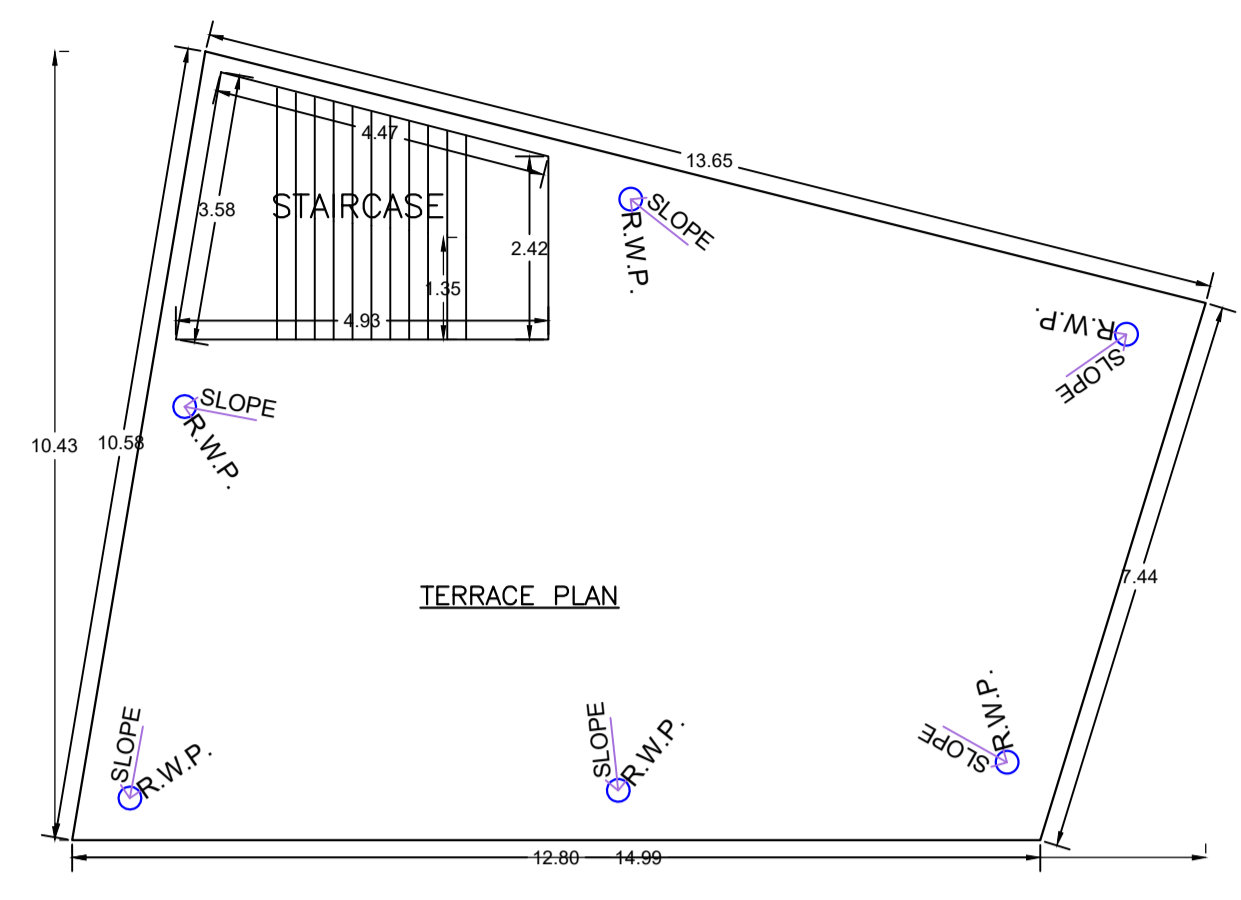 13.65
4.47
3.58
STAIRCASE
2.42
1.35
4.93
SLOPE
R.W.P.
R.W.P.
SLOPE
SLOPE
R.W.P.
10.43
10.58
7.44
TERRACE PLAN
SLOPE
R.W.P.
SLOPE
R.W.P.
R.W.P.
SLOPE
12.80
14.99